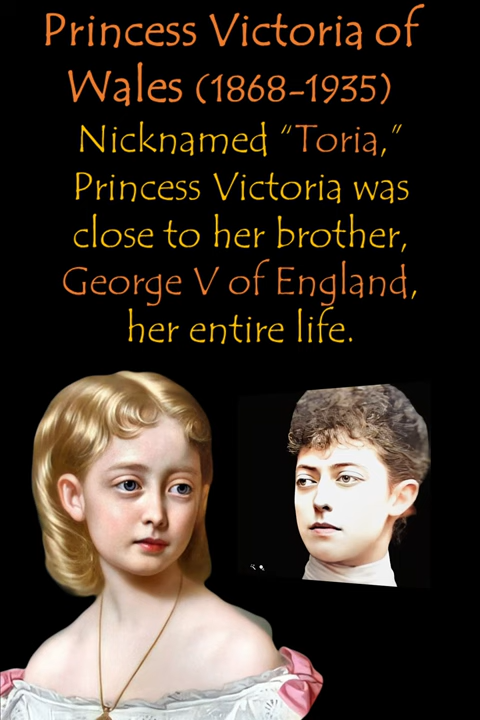 Princess Victoria of
Wales (1868-1935)
Nicknamed “Toria,”
Princess Victoria was
close to her brother,
George V of England,
her entire life.